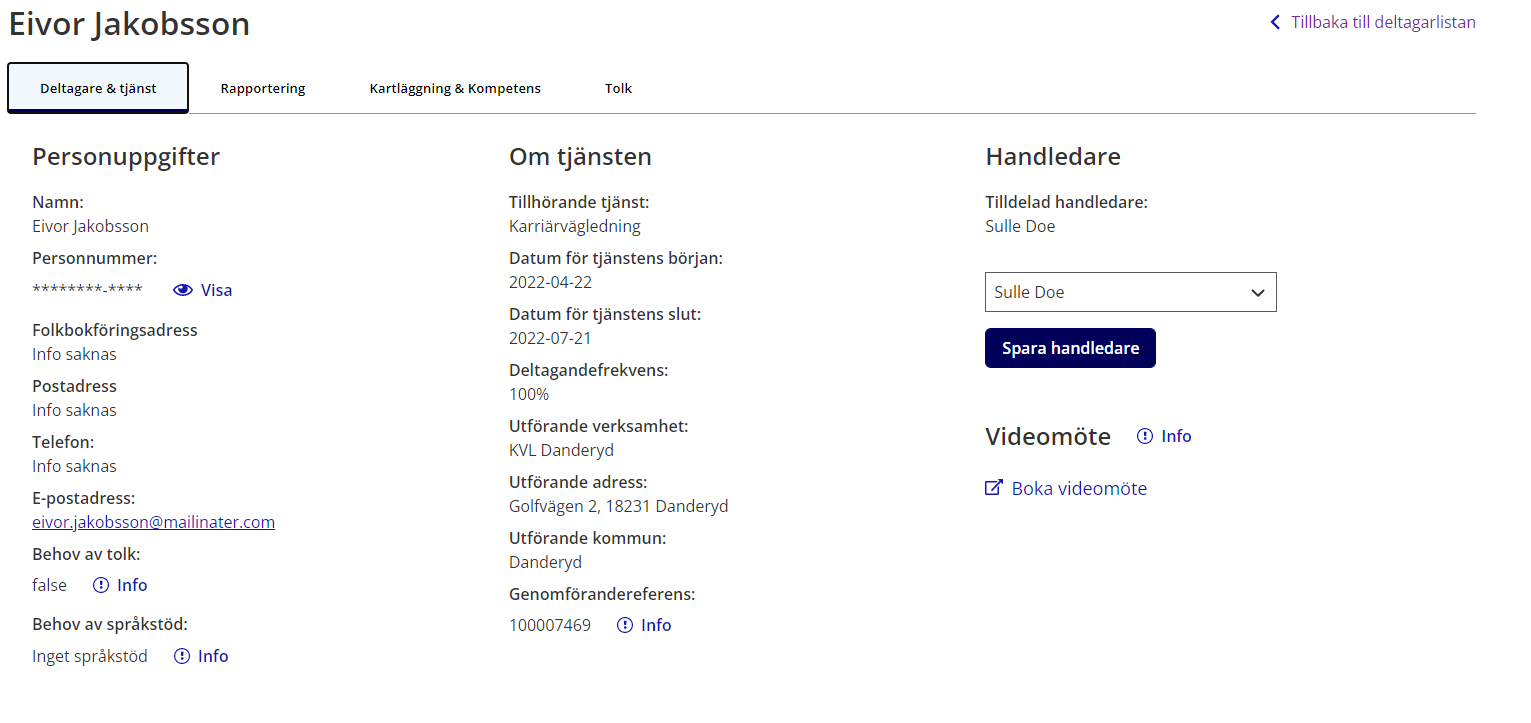 Eivor Jakobsson
Tillbaka till deltagarlistan
Deltagare & tjänst
Rapportering
Kartläggning & Kompetens
Tolk
Personuppgifter
Namn:
Eivor Jakobsson
Personnummer:
********-****
Visa
Folkbokföringsadress
Info saknas
Postadress
Info saknas
Telefon:
Info saknas
E-postadress:
eivor.jakobsson@mailinater.com
Behov av tolk:
false
Info
Behov av språkstöd:
Inget språkstöd
Info
Om tjänsten
Tillhörande tjänst:
Karriärvägledning
Datum för tjänstens början:
2022-04-22
Datum för tjänstens slut:
2022-07-21
Deltagandefrekvens:
100%
Utförande verksamhet:
KVL Danderyd
Utförande adress:
Golfvägen 2, 18231 Danderyd
Utförande kommun:
Danderyd
Genomförandereferens:
100007469
Info
Handledare
Tilldelad handledare:
Sulle Doe
Sulle Doe
Spara handledare
Videomöte
Info
Boka videomöte